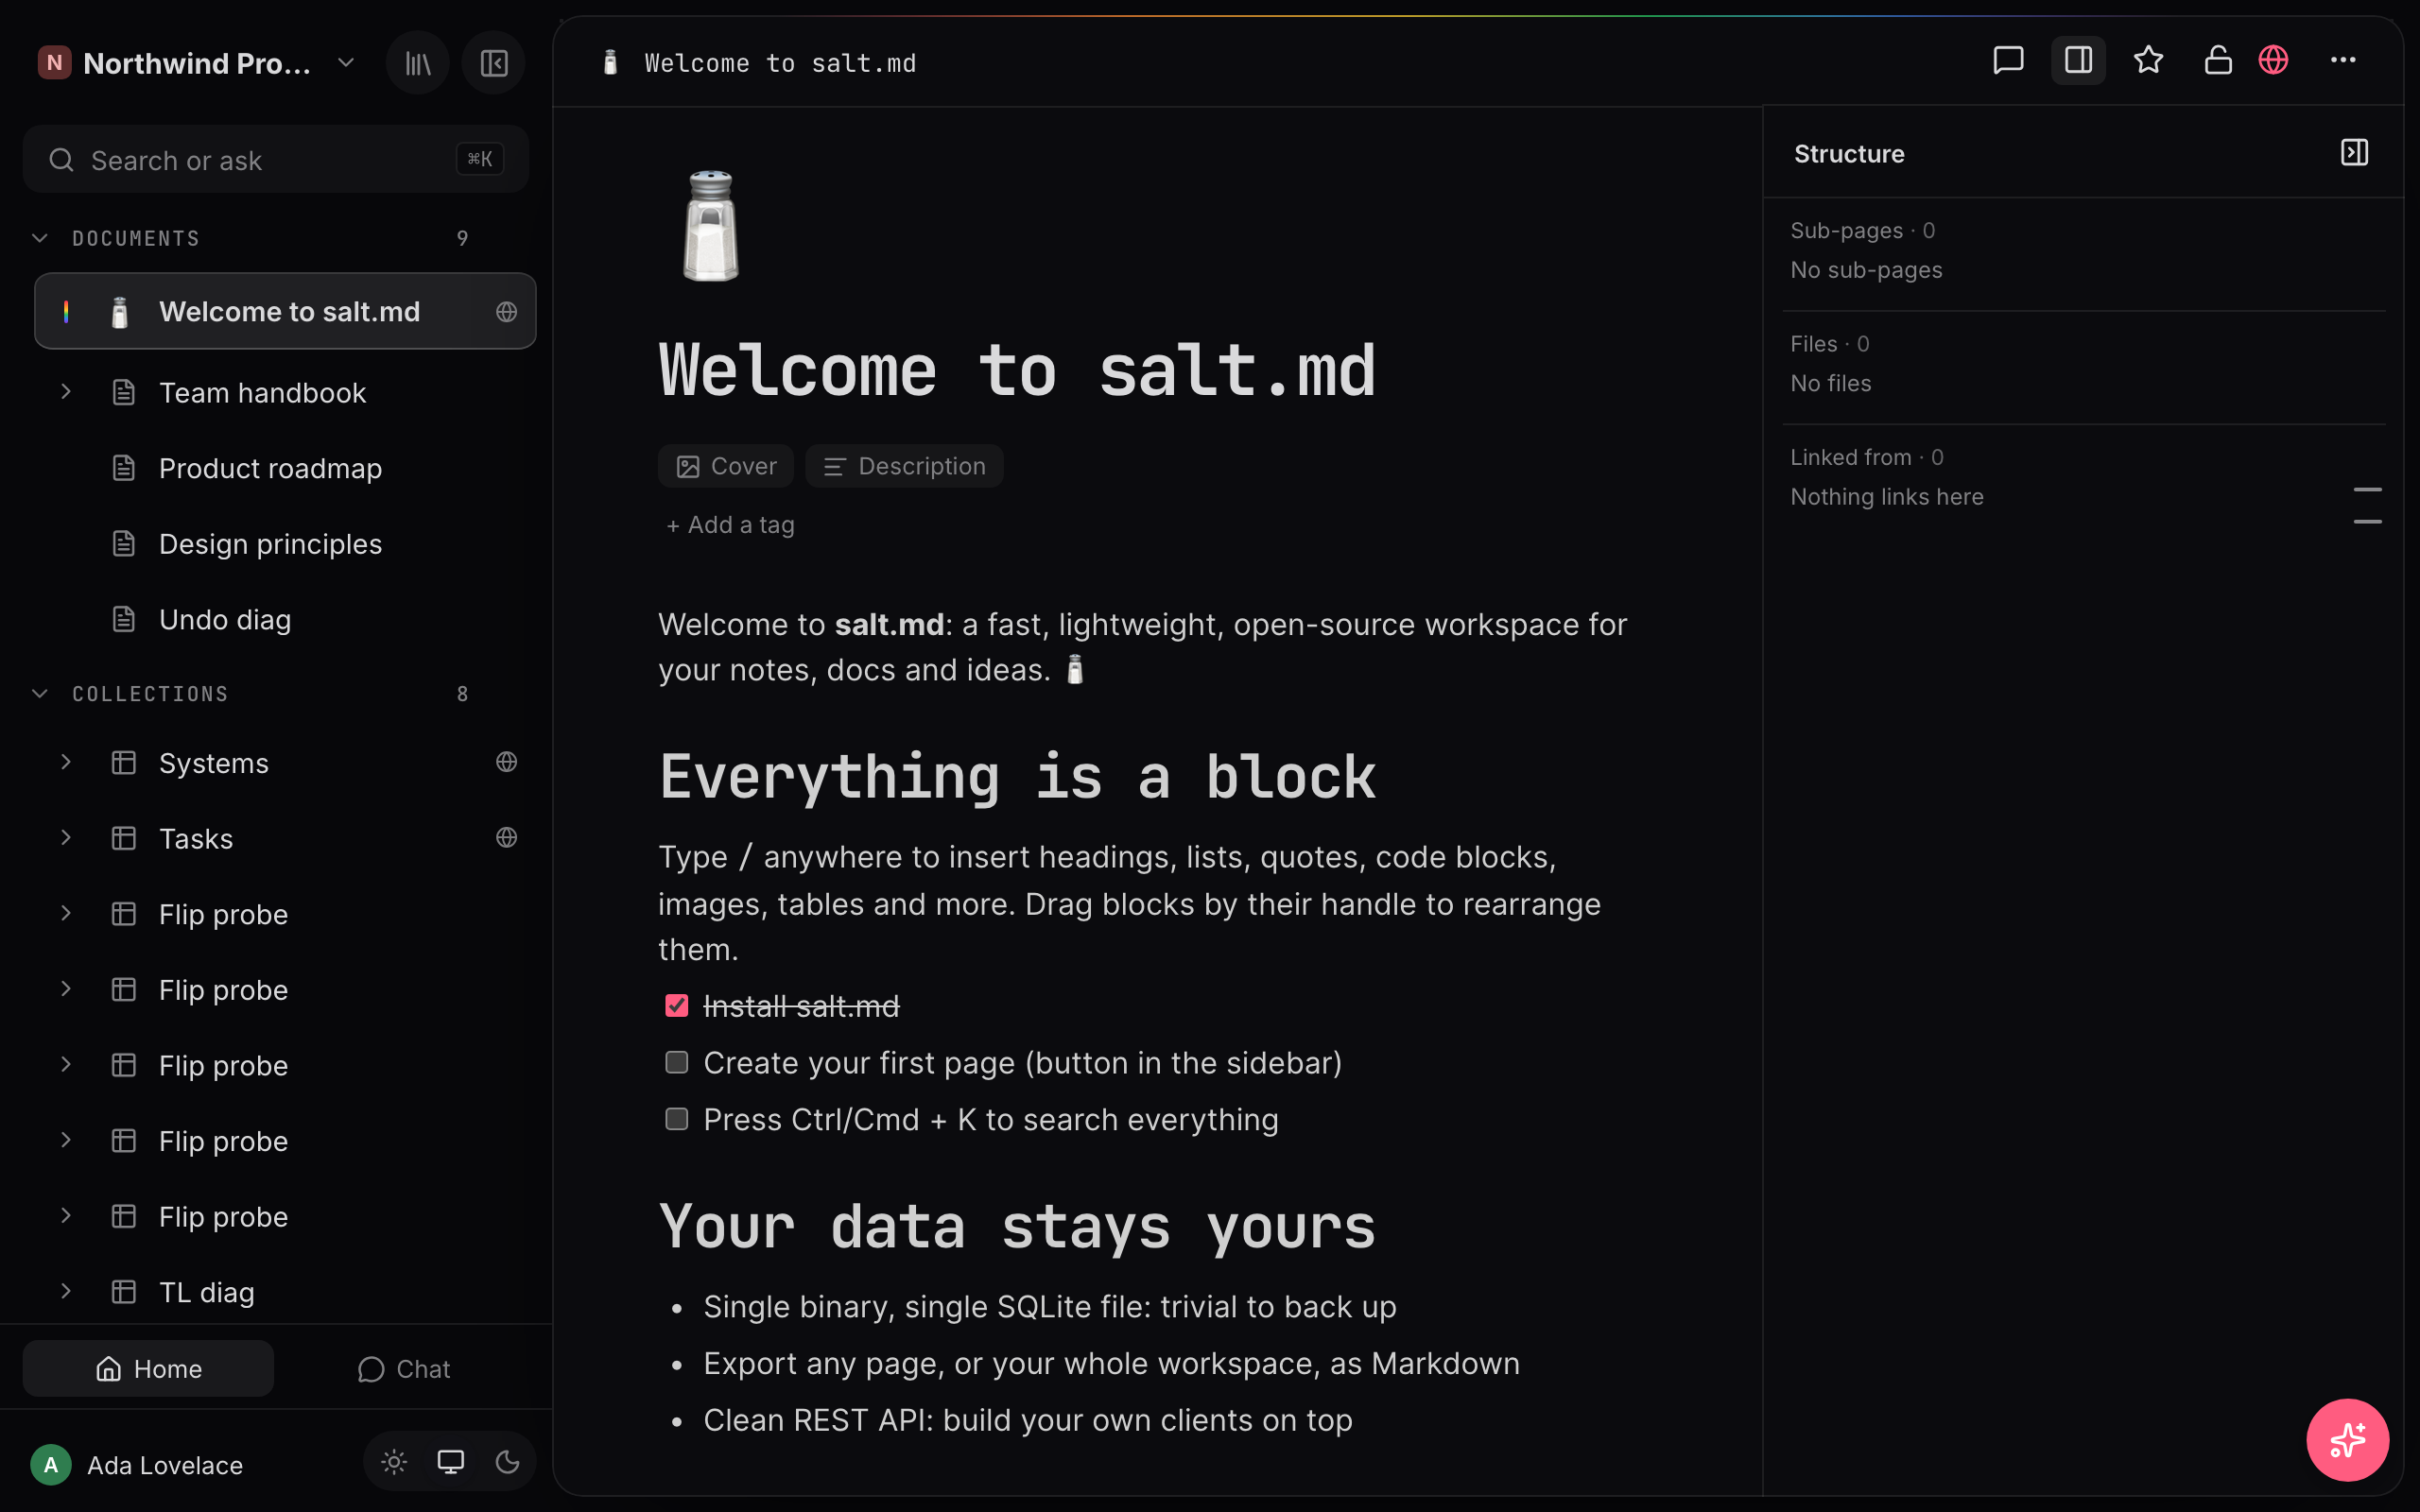 N Northwind Pro...
Search or ask ⌘K
DOCUMENTS 9
Welcome to salt.md
Team handbook
Product roadmap
Design principles
Undo diag
COLLECTIONS 8
Systems
Tasks
Flip probe
Flip probe
Flip probe
Flip probe
Flip probe
TL diag
Home Chat
A Ada Lovelace
Welcome to salt.md
Welcome to salt.md
Cover Description
+ Add a tag
Welcome to salt.md: a fast, lightweight, open-source workspace for
your notes, docs and ideas.
Everything is a block
Type / anywhere to insert headings, lists, quotes, code blocks,
images, tables and more. Drag blocks by their handle to rearrange
them.
Install salt.md
Create your first page (button in the sidebar)
Press Ctrl/Cmd + K to search everything
Your data stays yours
• Single binary, single SQLite file: trivial to back up
• Export any page, or your whole workspace, as Markdown
• Clean REST API: build your own clients on top
Structure
Sub-pages · 0
No sub-pages
Files · 0
No files
Linked from · 0
Nothing links here